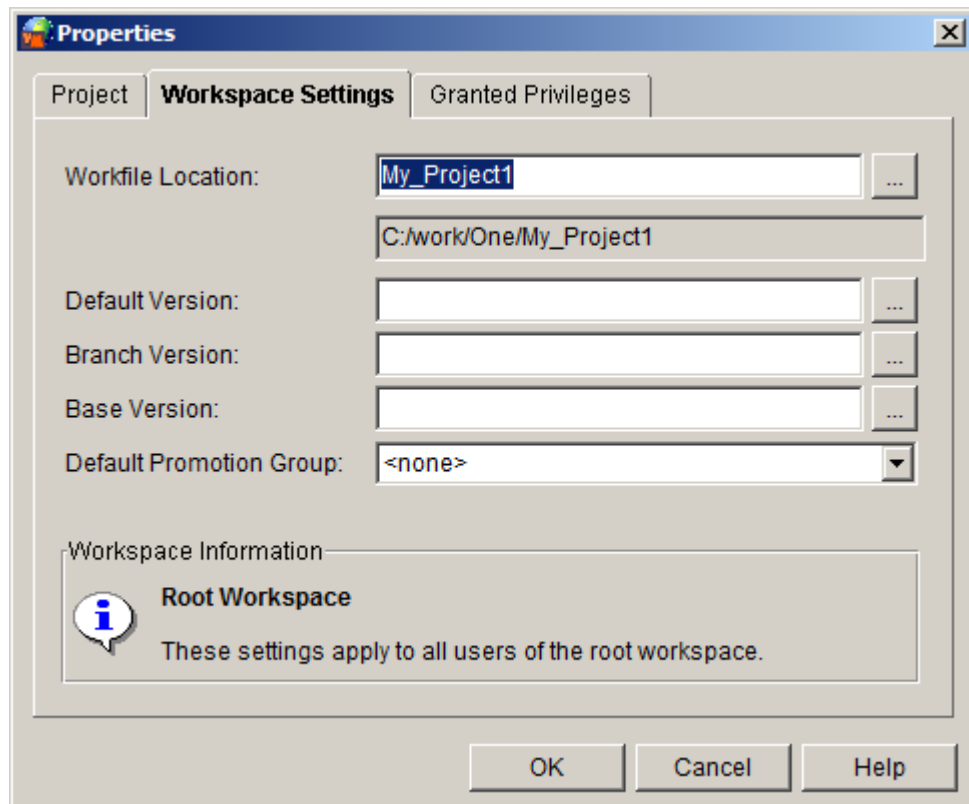 Properties
Project Workspace Settings Granted Privileges
Workfile Location: My_Project1 ...
C:/work/One/My_Project1
Default Version: ...
Branch Version: ...
Base Version: ...
Default Promotion Group: <none>
Workspace Information
Root Workspace
These settings apply to all users of the root workspace.
OK Cancel Help